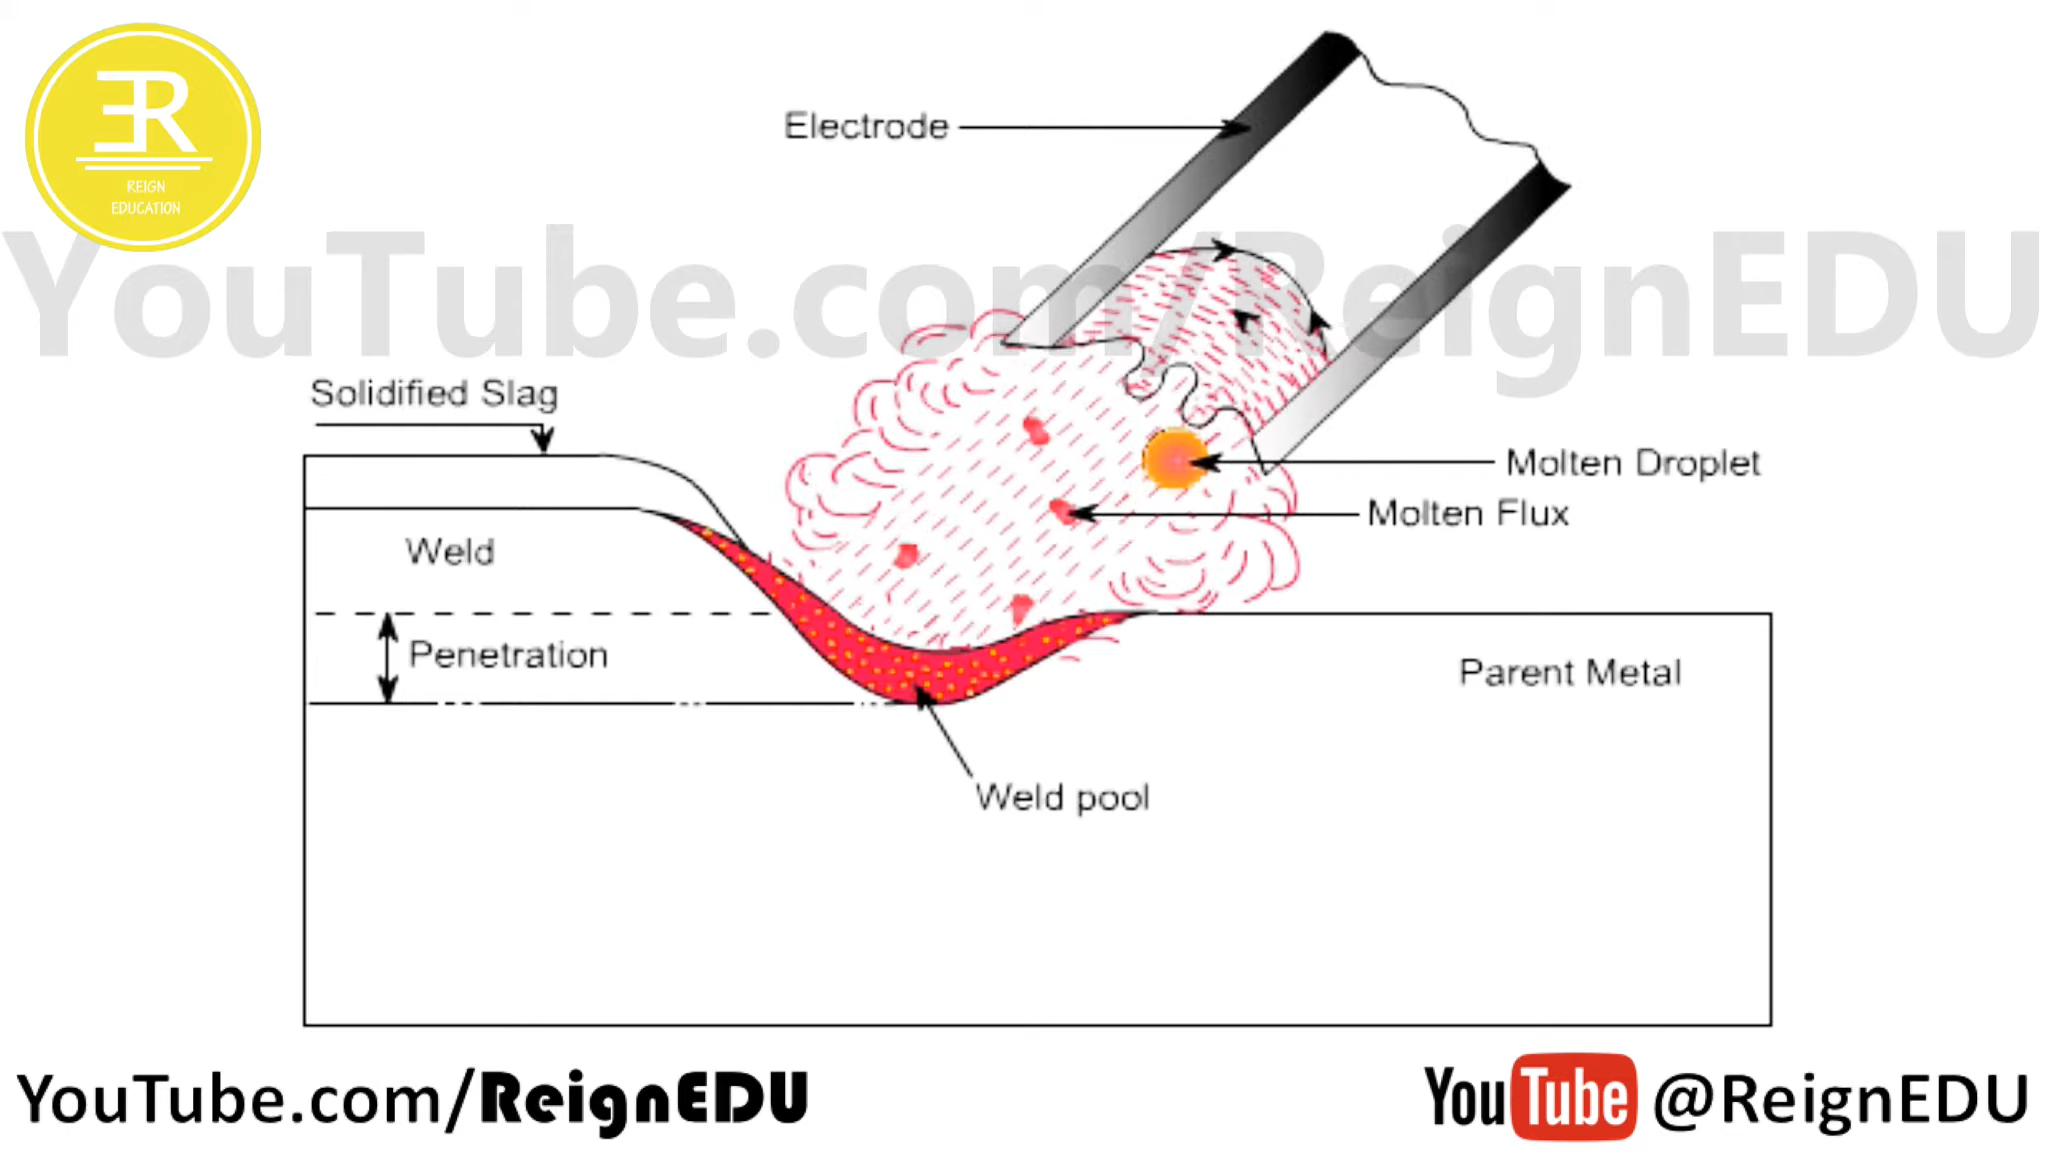 ER
REIGN
EDUCATION
YouTube.com/ReignEDU
Electrode
Solidified Slag
Molten Droplet
Molten Flux
Weld
Penetration
Parent Metal
Weld pool
YouTube.com/ReignEDU
YouTube @ReignEDU